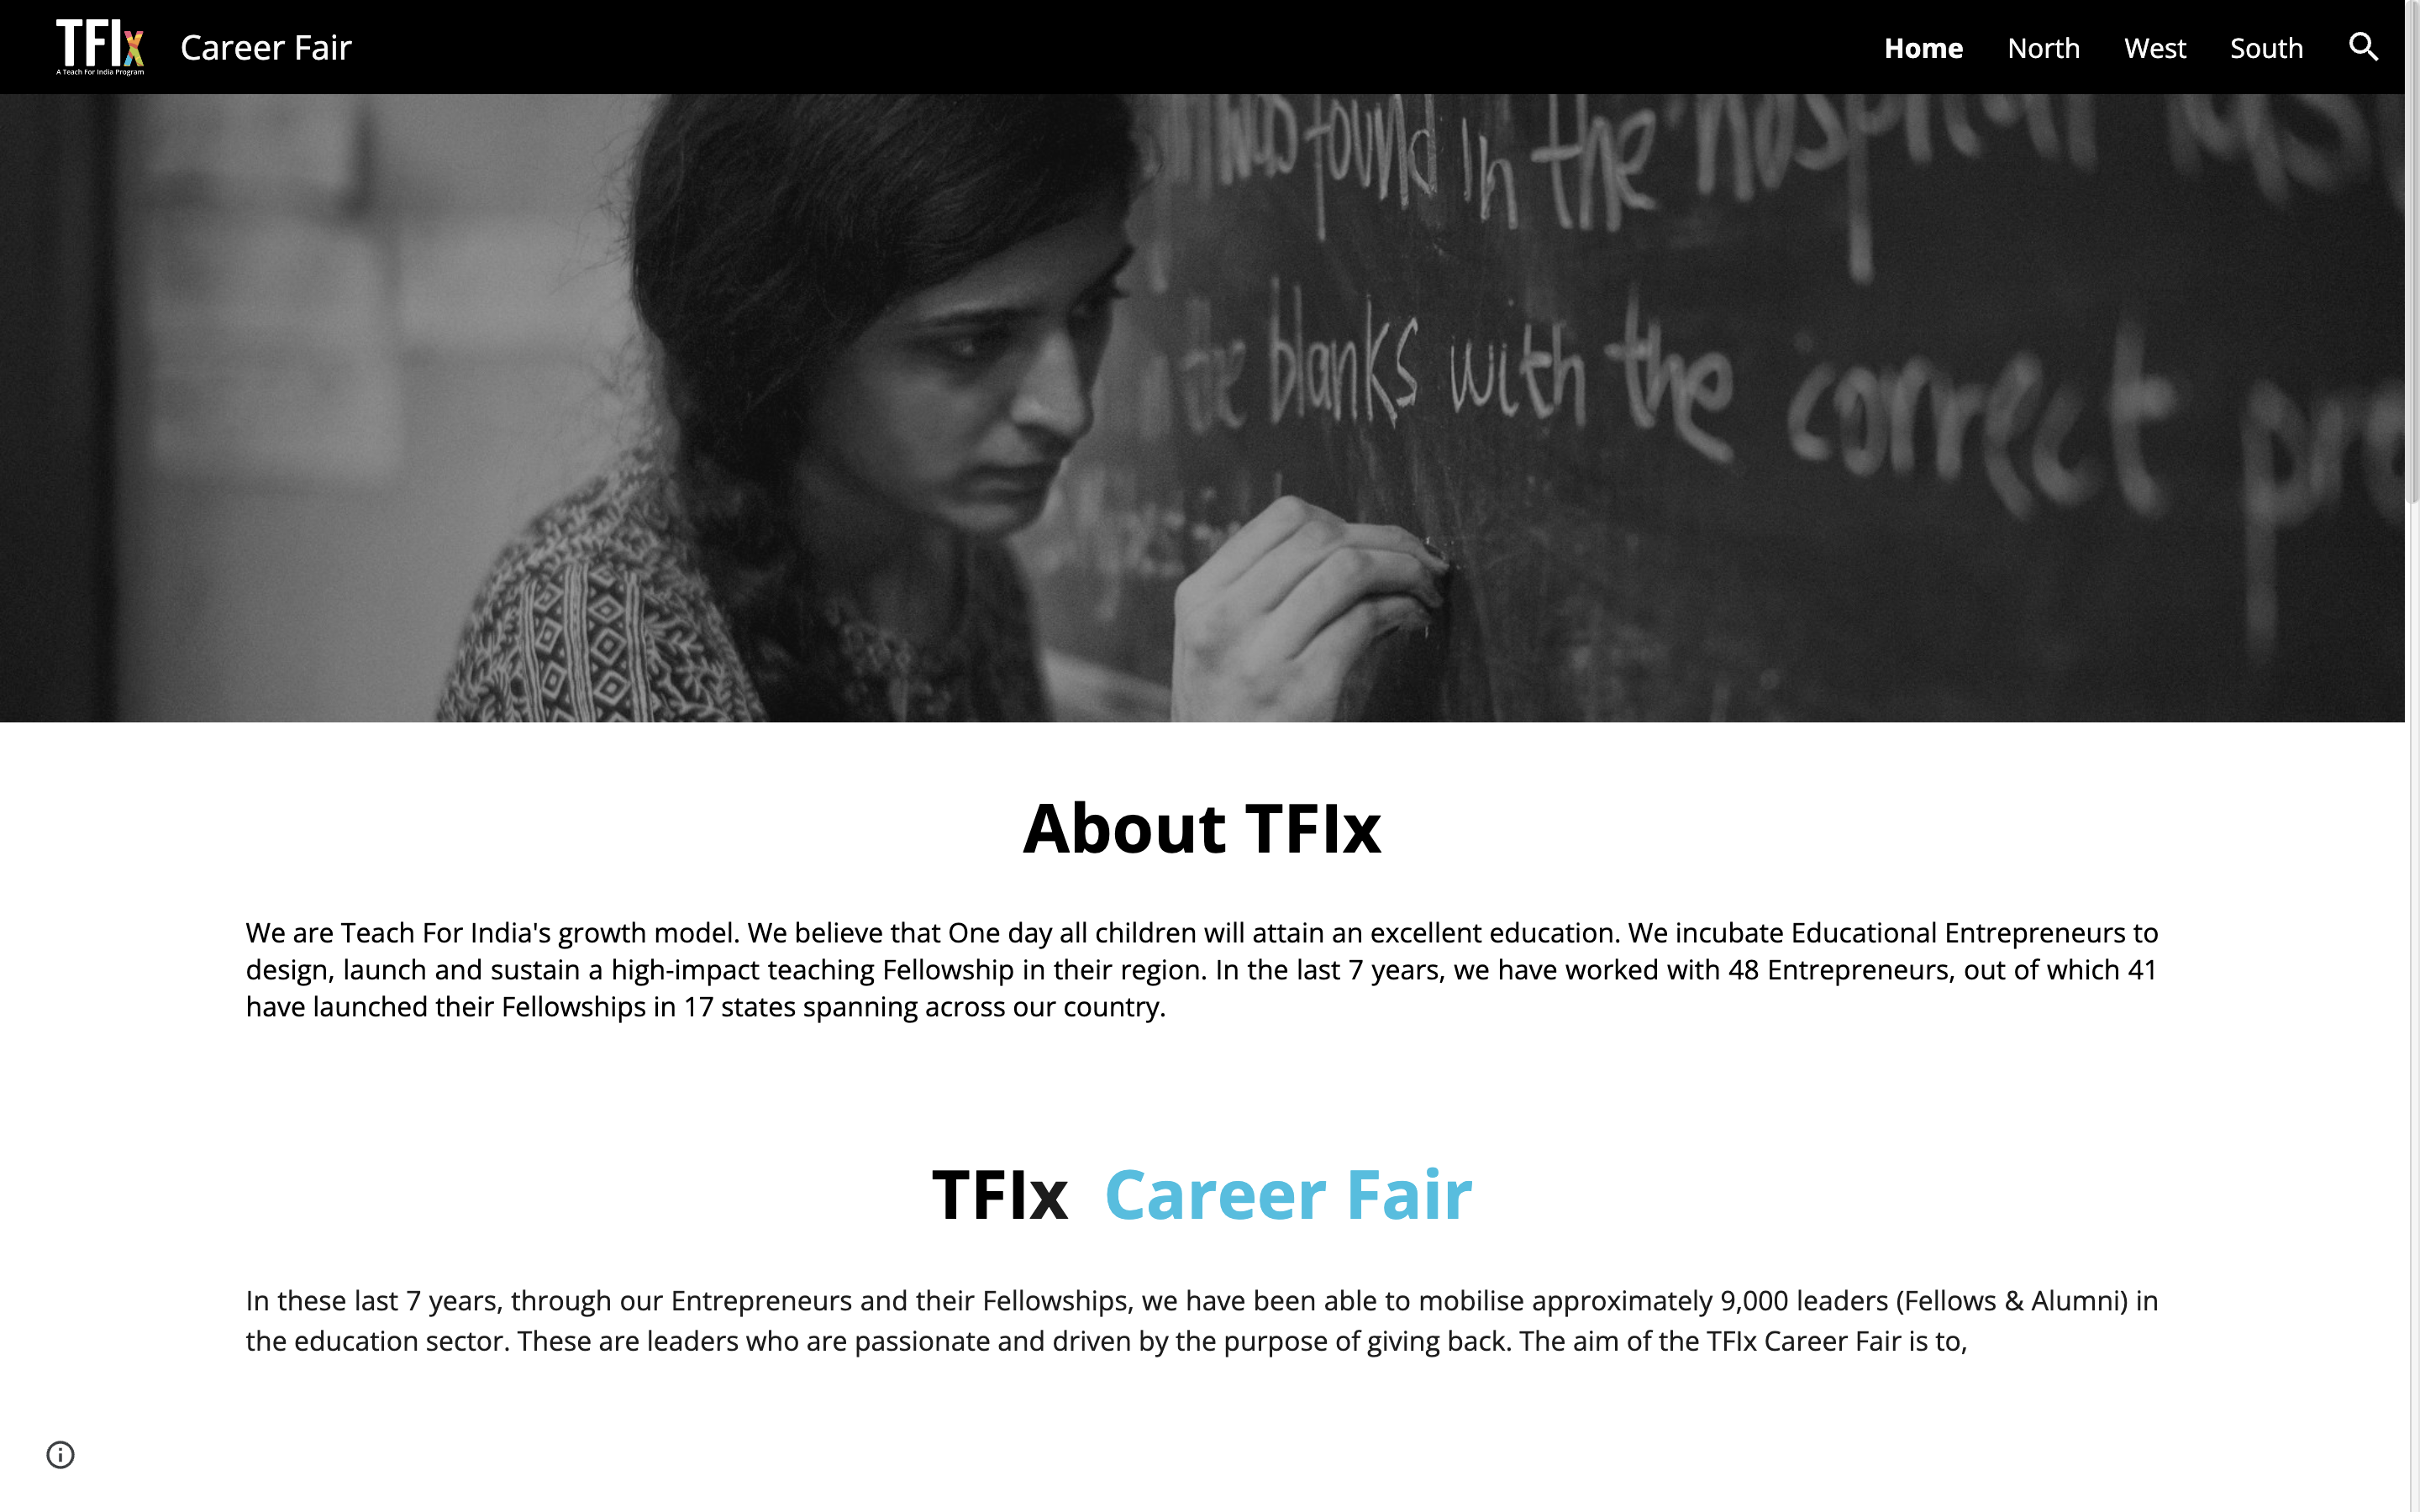 TFIx
A Teach For India Program
Career Fair
Home
North
West
South
found in the hospital
the blanks with the correct
About TFIx
We are Teach For India's growth model. We believe that One day all children will attain an excellent education. We incubate Educational Entrepreneurs to
design, launch and sustain a high-impact teaching Fellowship in their region. In the last 7 years, we have worked with 48 Entrepreneurs, out of which 41
have launched their Fellowships in 17 states spanning across our country.
TFIx Career Fair
In these last 7 years, through our Entrepreneurs and their Fellowships, we have been able to mobilise approximately 9,000 leaders (Fellows & Alumni) in
the education sector. These are leaders who are passionate and driven by the purpose of giving back. The aim of the TFIx Career Fair is to,